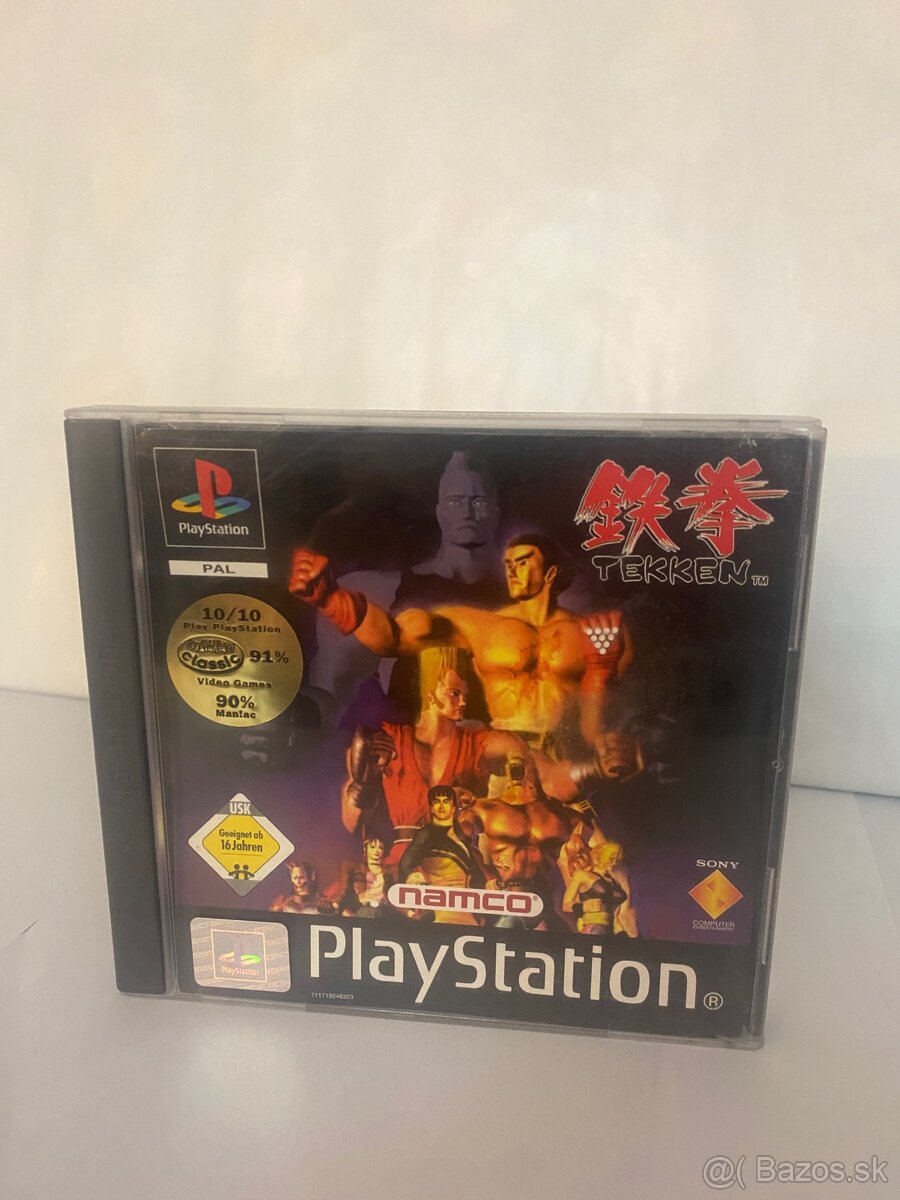 PlayStation
PAL
鉄拳
TEKKEN™
10/10
Play PlayStation
classic 91%
Video Games
90%
Maniac
USK
Geeignet ab
16 Jahren
namco®
SONY
COMPUTER
ENTERTAINMENT
PlayStation
PlayStation®
711719248323
@( Bazos.sk